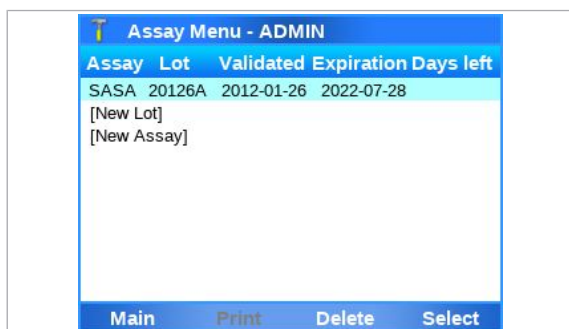 Assay Menu - ADMIN
Assay Lot Validated Expiration Days left
SASA 20126A 2012-01-26 2022-07-28
[New Lot]
[New Assay]
Main Print Delete Select